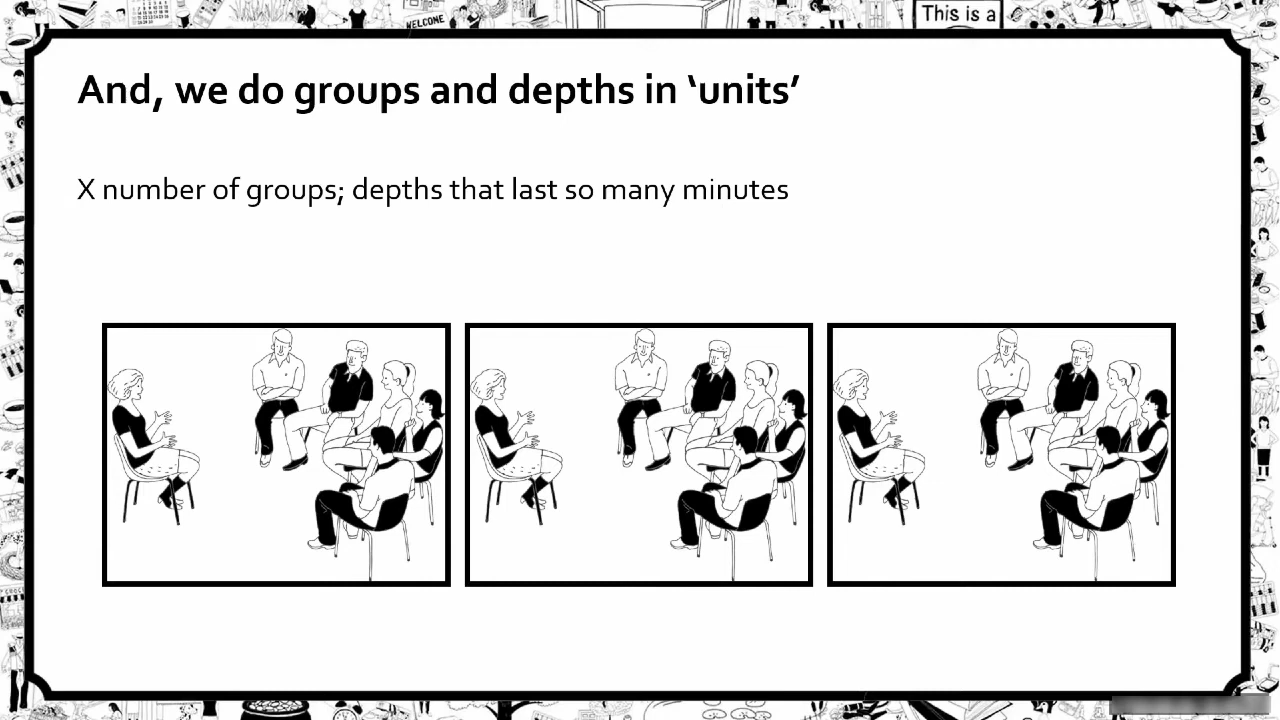 WELCOME
This is a
And, we do groups and depths in ‘units’
X number of groups; depths that last so many minutes